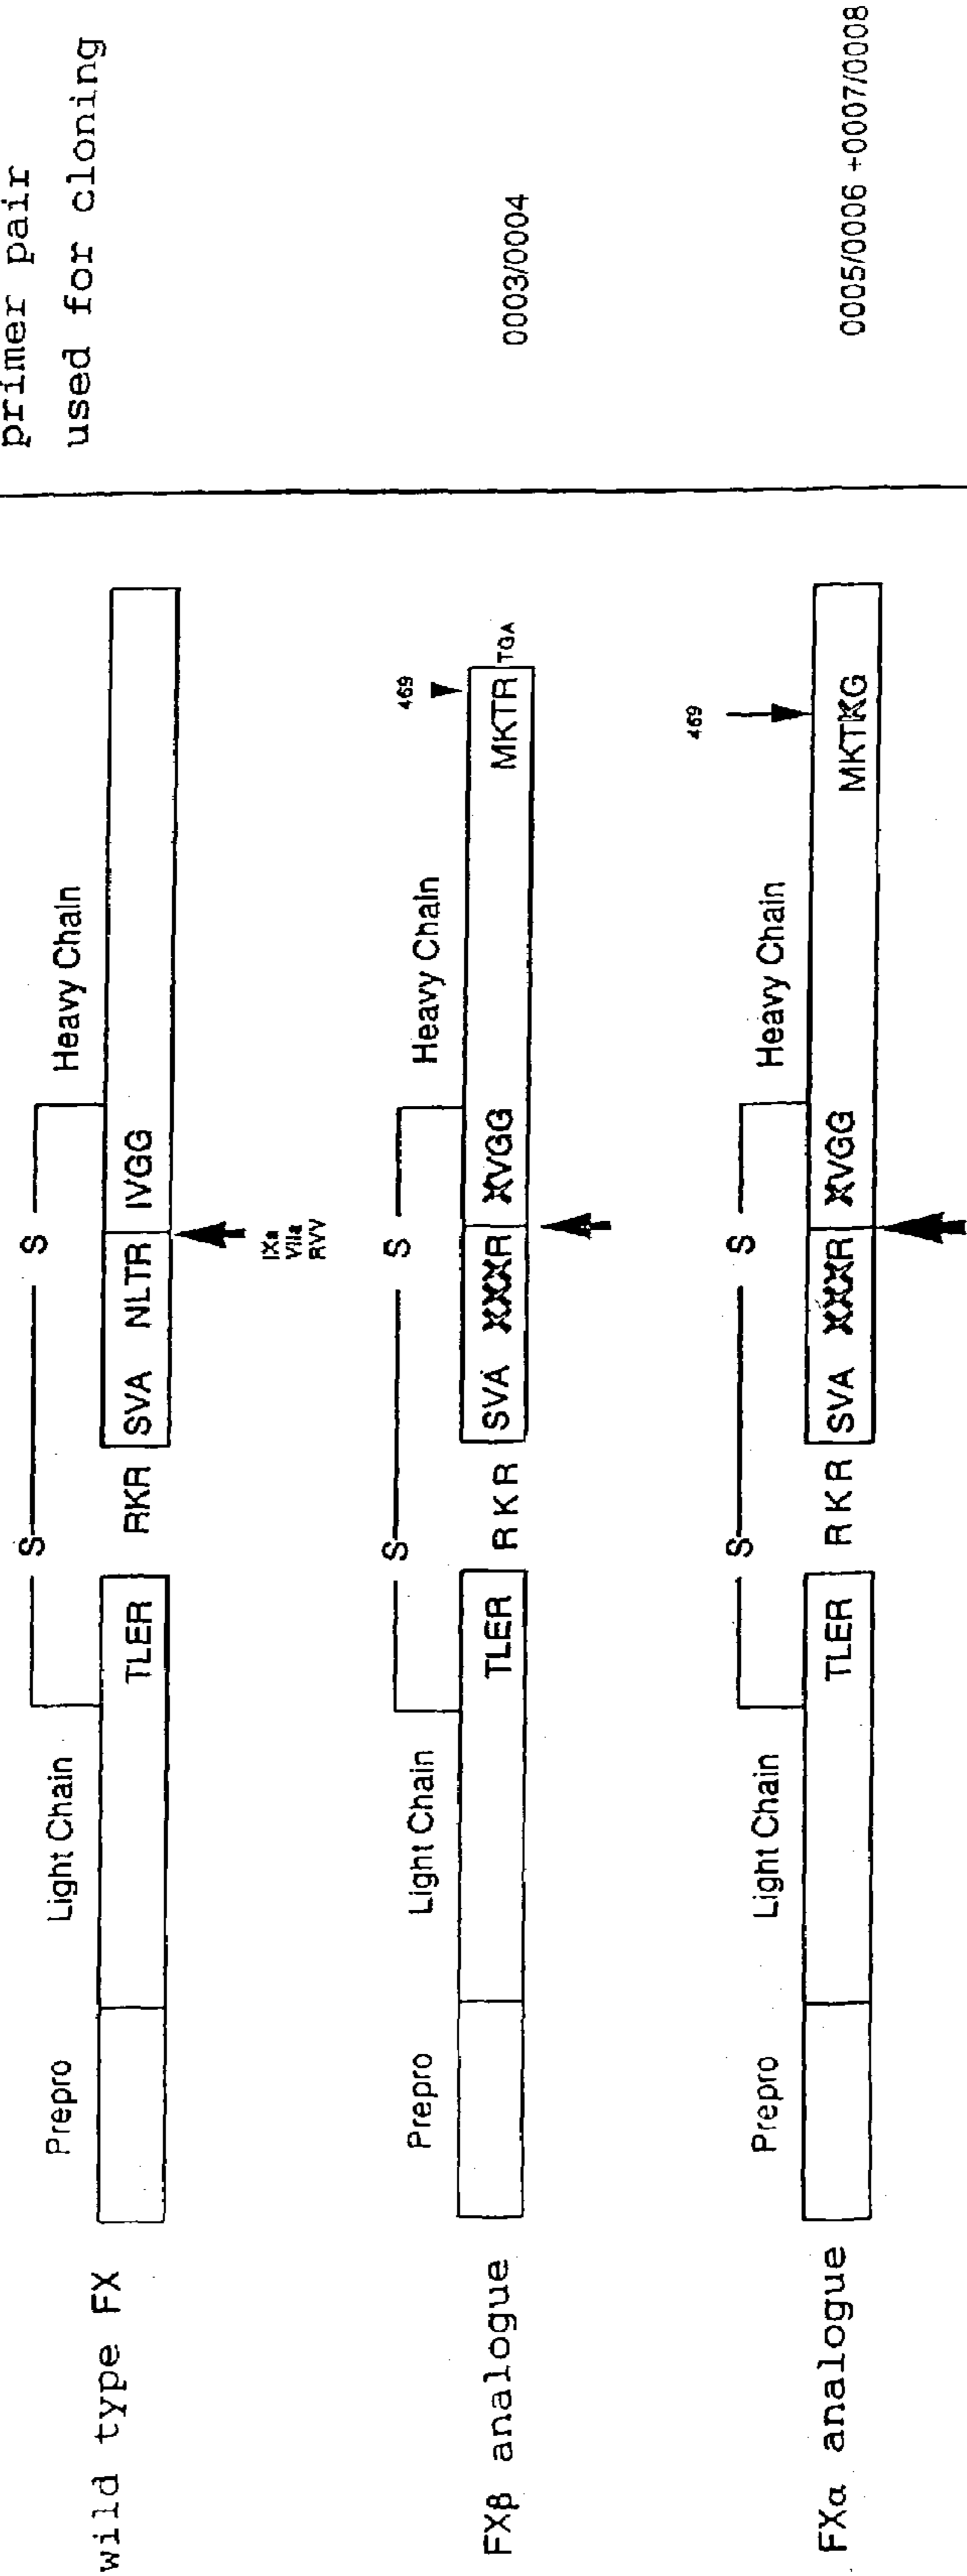 primer pair
used for cloning
wild type FX
Prepro
Light Chain
S
S
Heavy Chain
TLER
RKR
SVA NLTR
IVGG
IXa
VIIa
RVV
FXβ analogue
Prepro
Light Chain
S
S
Heavy Chain
469
TLER
RKR
SVA XXXR
XVGG
MKTR
TGA
0003/0004
FXα analogue
Prepro
Light Chain
S
S
Heavy Chain
469
TLER
RKR
SVA XXXR
XVGG
MKTKG
0005/0006 +0007/0008